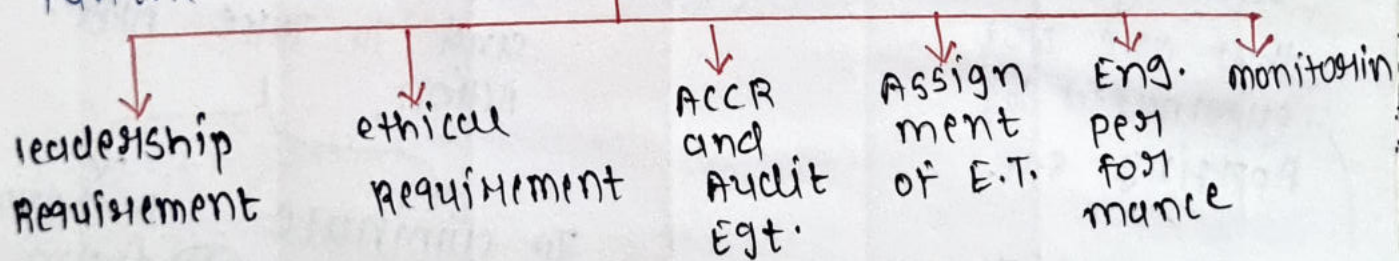 leadership
Requirement
ethical
Requirement
ACCR
and
Audit
Egt.
Assign
ment
of E.T.
Eng.
per
for
mance
monitorin